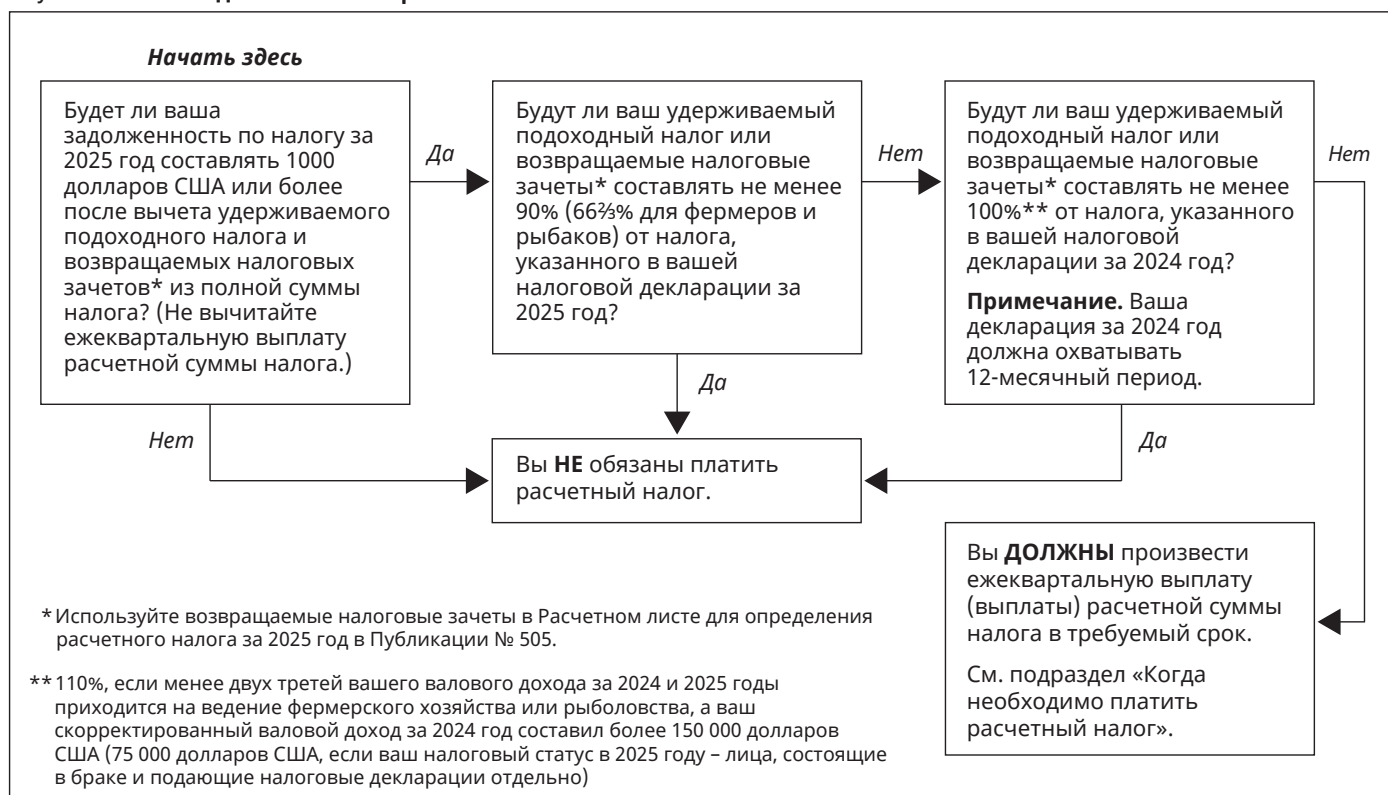 Начать здесь
Будет ли ваша
задолженность по налогу за
2025 год составлять 1000
долларов США или более
после вычета удерживаемого
подоходного налога и
возвращаемых налоговых
зачетов* из полной суммы
налога? (Не вычитайте
ежеквартальную выплату
расчетной суммы налога.)
Да
Будут ли ваш удерживаемый
подоходный налог или
возвращаемые налоговые
зачеты* составлять не менее
90% (66⅔% для фермеров и
рыбаков) от налога,
указанного в вашей
налоговой декларации за
2025 год?
Нет
Будут ли ваш удерживаемый
подоходный налог или
возвращаемые налоговые
зачеты* составлять не менее
100%** от налога, указанного
в вашей налоговой
декларации за 2024 год?
Примечание. Ваша
декларация за 2024 год
должна охватывать
12-месячный период.
Нет
Нет
Да
Да
Вы НЕ обязаны платить
расчетный налог.
Вы ДОЛЖНЫ произвести
ежеквартальную выплату
(выплаты) расчетной суммы
налога в требуемый срок.
См. подраздел «Когда
необходимо платить
расчетный налог».
* Используйте возвращаемые налоговые зачеты в Расчетном листе для определения
расчетного налога за 2025 год в Публикации № 505.
** 110%, если менее двух третей вашего валового дохода за 2024 и 2025 годы
приходится на ведение фермерского хозяйства или рыболовства, а ваш
скорректированный валовой доход за 2024 год составил более 150 000 долларов
США (75 000 долларов США, если ваш налоговый статус в 2025 году – лица, состоящие
в браке и подающие налоговые декларации отдельно)